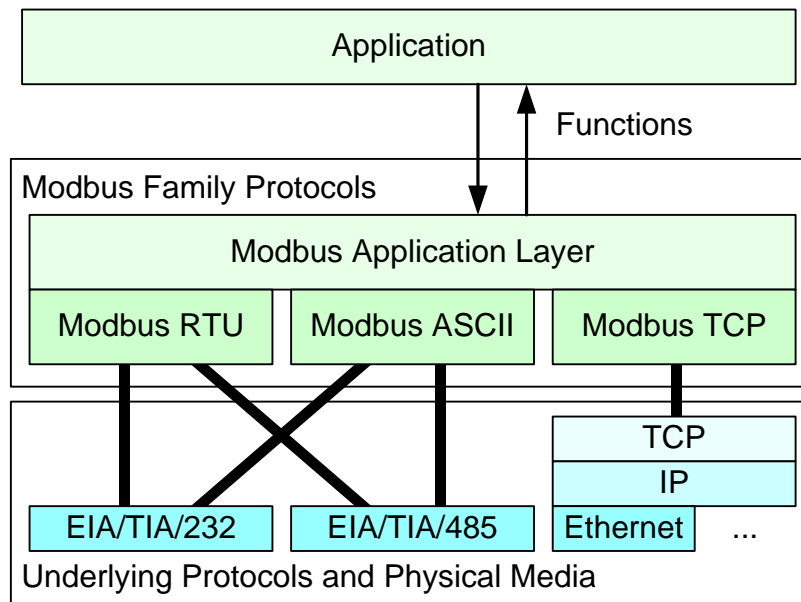 Application
Functions
Modbus Family Protocols
Modbus Application Layer
Modbus RTU
Modbus ASCII
Modbus TCP
TCP
IP
EIA/TIA/232
EIA/TIA/485
Ethernet
...
Underlying Protocols and Physical Media